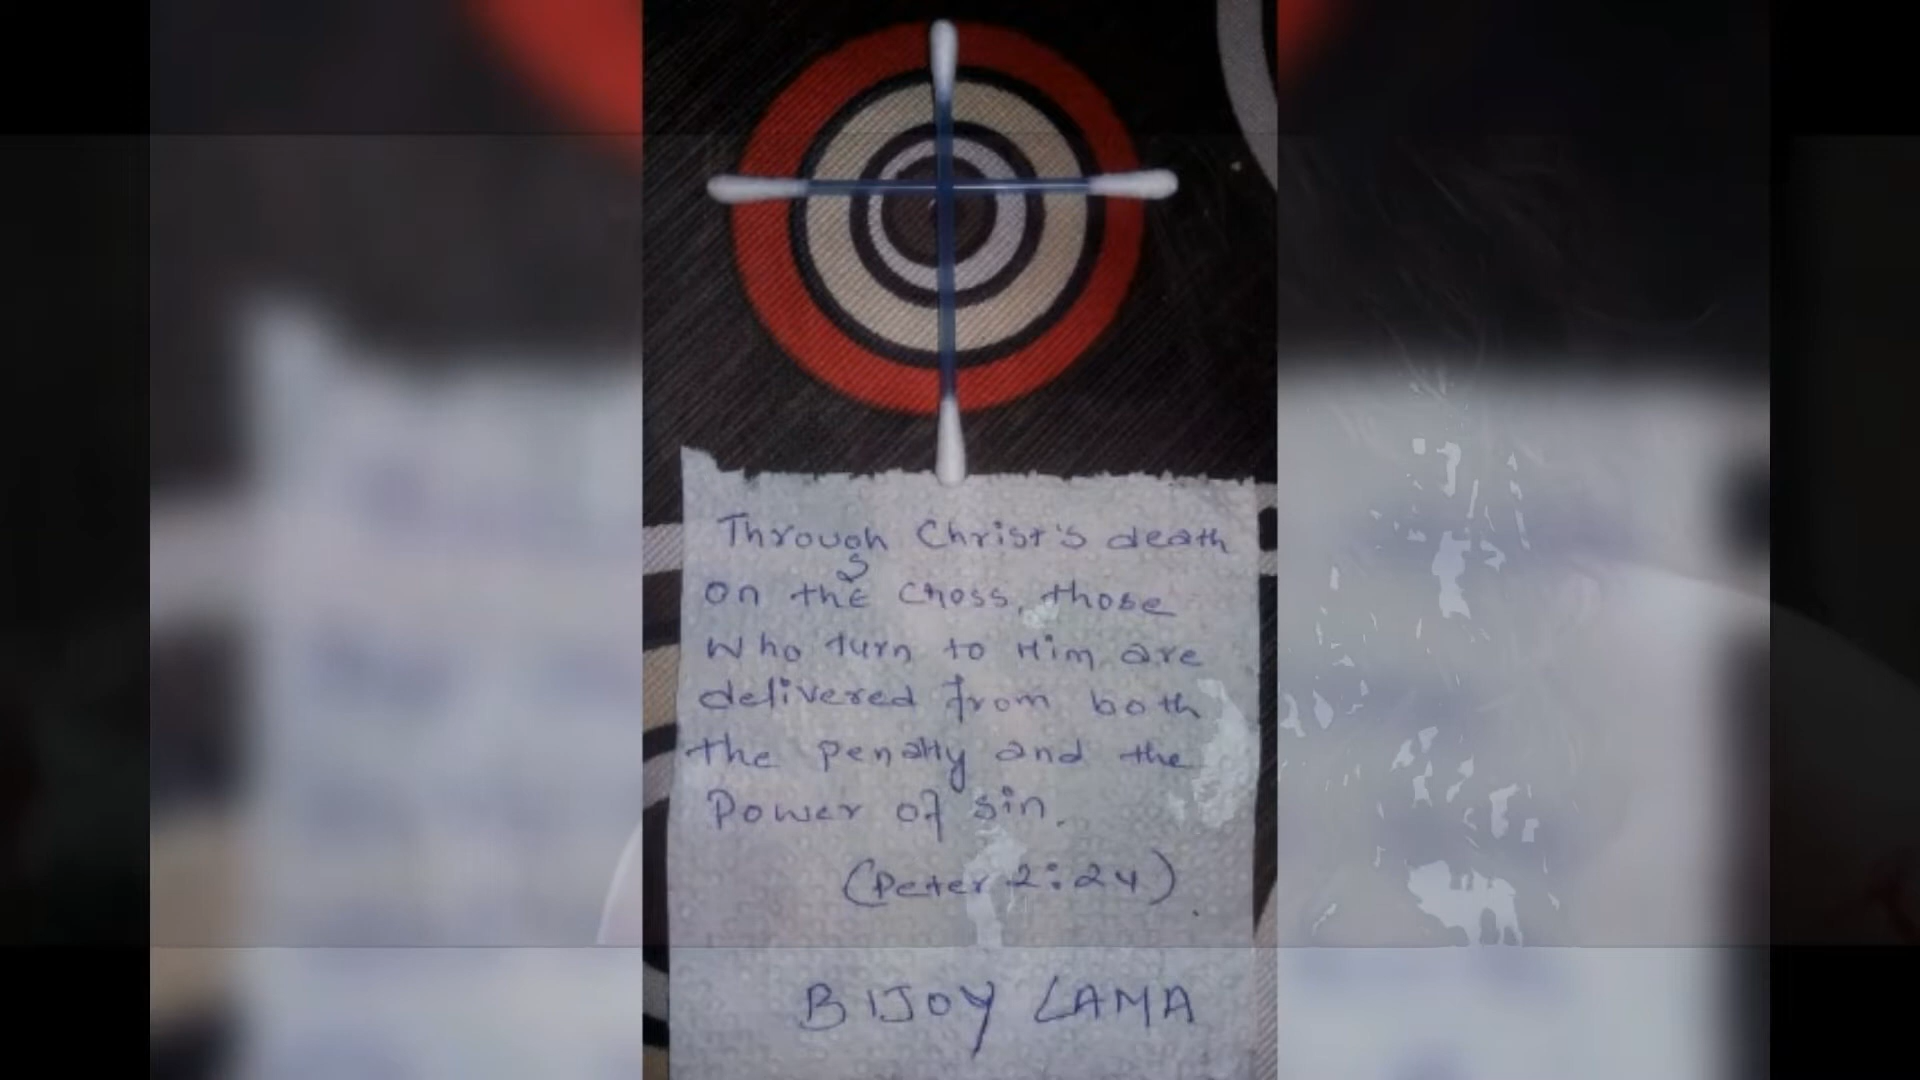 Through Christ's death
on the cross, those
who turn to Him, are
delivered from both
the penalty and the
Power of sin.
(Peter 2:24).
BIJOY LAMA